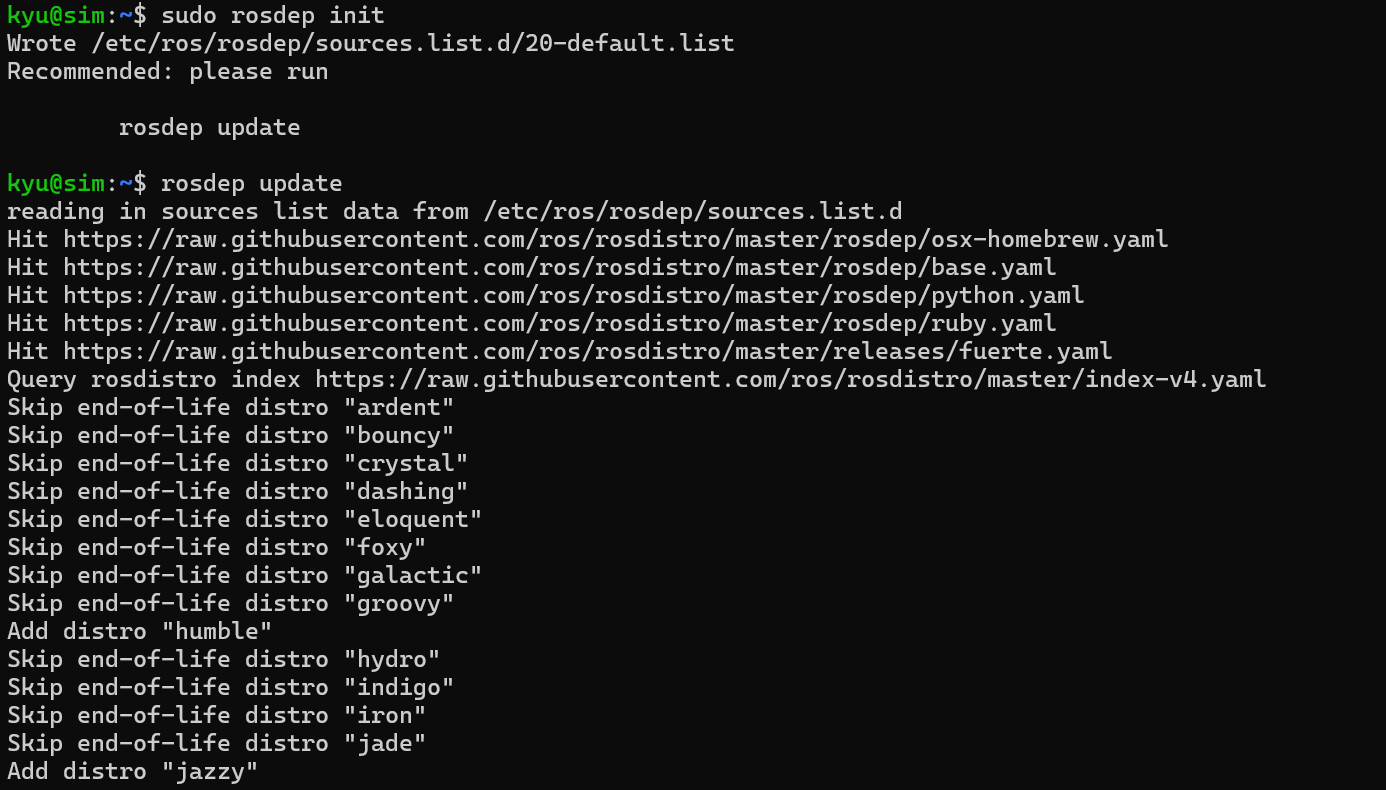 kyu@sim:~$ sudo rosdep init
Wrote /etc/ros/rosdep/sources.list.d/20-default.list
Recommended: please run

        rosdep update

kyu@sim:~$ rosdep update
reading in sources list data from /etc/ros/rosdep/sources.list.d
Hit https://raw.githubusercontent.com/ros/rosdistro/master/rosdep/osx-homebrew.yaml
Hit https://raw.githubusercontent.com/ros/rosdistro/master/rosdep/base.yaml
Hit https://raw.githubusercontent.com/ros/rosdistro/master/rosdep/python.yaml
Hit https://raw.githubusercontent.com/ros/rosdistro/master/rosdep/ruby.yaml
Hit https://raw.githubusercontent.com/ros/rosdistro/master/releases/fuerte.yaml
Query rosdistro index https://raw.githubusercontent.com/ros/rosdistro/master/index-v4.yaml
Skip end-of-life distro "ardent"
Skip end-of-life distro "bouncy"
Skip end-of-life distro "crystal"
Skip end-of-life distro "dashing"
Skip end-of-life distro "eloquent"
Skip end-of-life distro "foxy"
Skip end-of-life distro "galactic"
Skip end-of-life distro "groovy"
Add distro "humble"
Skip end-of-life distro "hydro"
Skip end-of-life distro "indigo"
Skip end-of-life distro "iron"
Skip end-of-life distro "jade"
Add distro "jazzy"